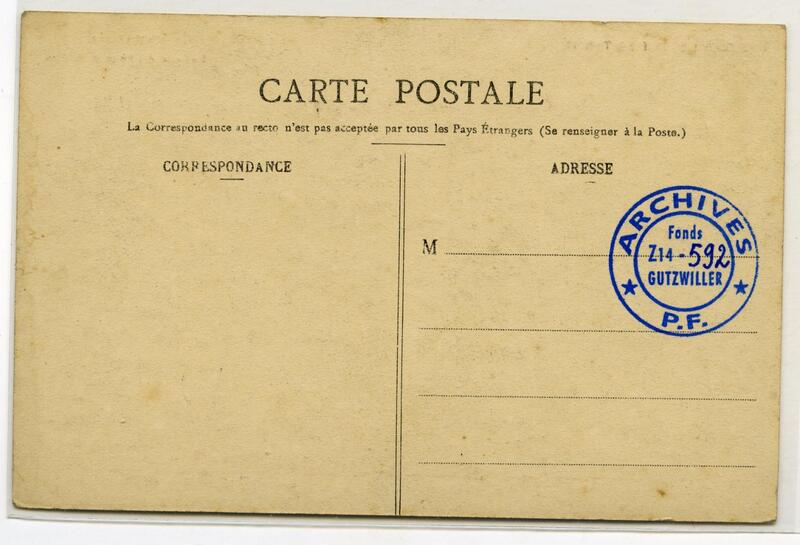 CARTE POSTALE
La Correspondance au recto n'est pas acceptée par tous les Pays Étrangers (Se renseigner à la Poste.)
CORRESPONDANCE
ADRESSE
M
ARCHIVES
Fonds
Z14-592
GUTZWILLER
P.F.